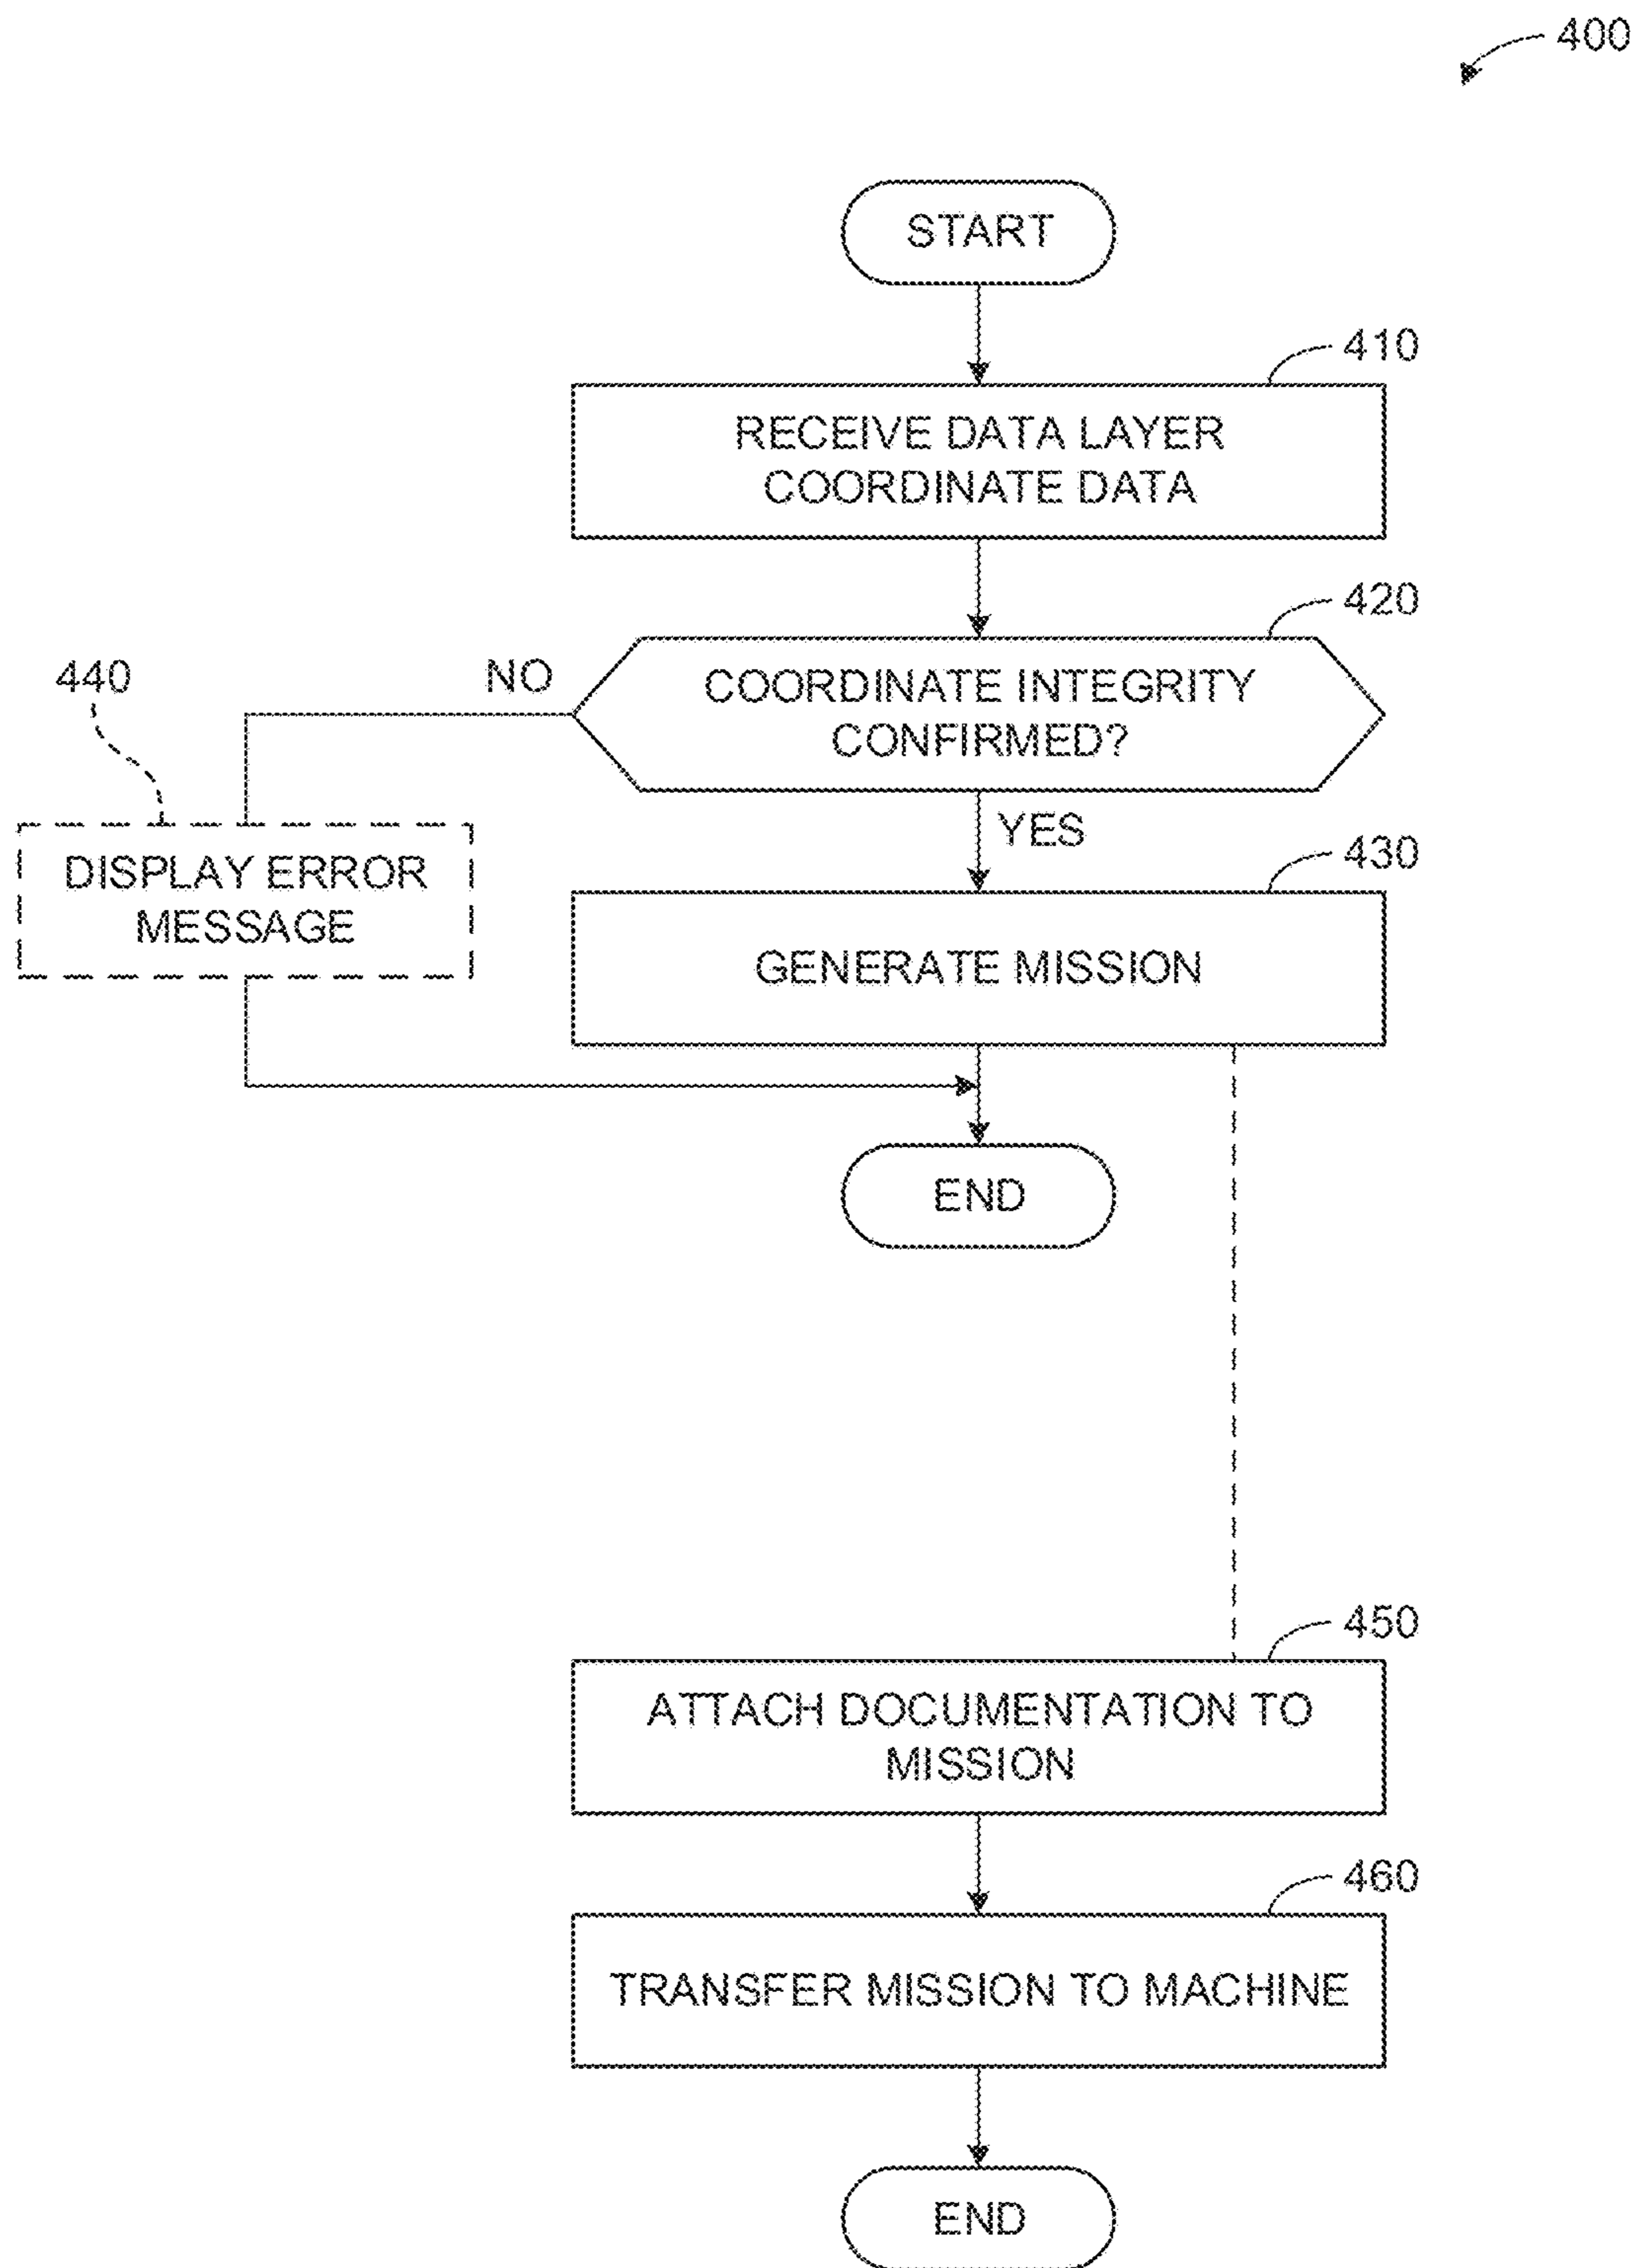 400
START
410
RECEIVE DATA LAYER
COORDINATE DATA
420
COORDINATE INTEGRITY
CONFIRMED?
NO
440
YES
DISPLAY ERROR
MESSAGE
430
GENERATE MISSION
END
450
ATTACH DOCUMENTATION TO
MISSION
460
TRANSFER MISSION TO MACHINE
END